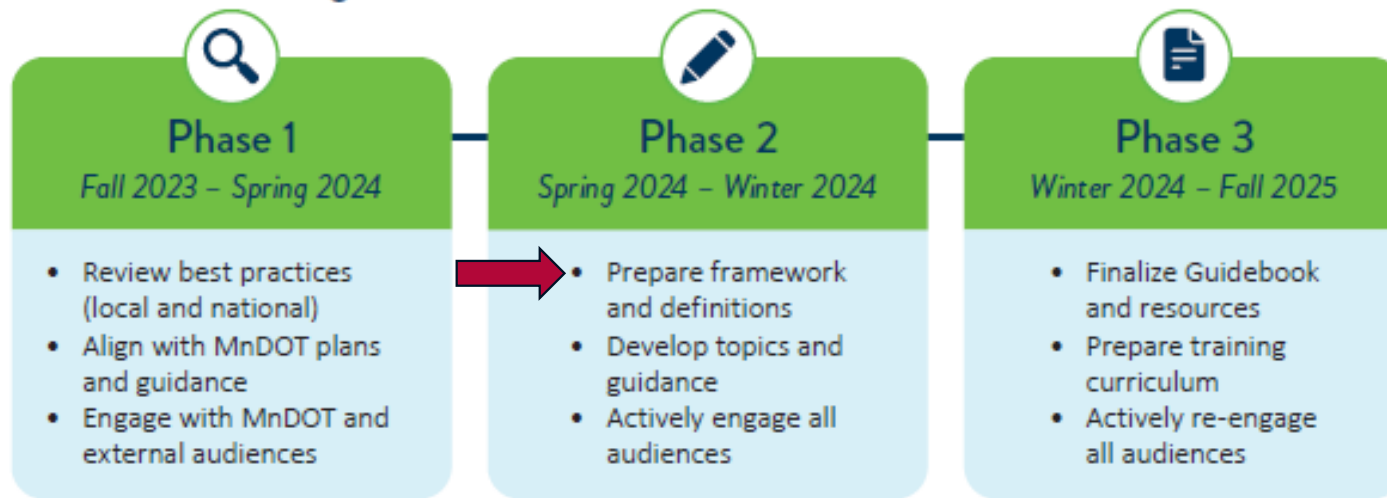 Phase 1
Fall 2023 – Spring 2024
• Review best practices
(local and national)
• Align with MnDOT plans
and guidance
• Engage with MnDOT and
external audiences
Phase 2
Spring 2024 – Winter 2024
• Prepare framework
and definitions
• Develop topics and
guidance
• Actively engage all
audiences
Phase 3
Winter 2024 – Fall 2025
• Finalize Guidebook
and resources
• Prepare training
curriculum
• Actively re-engage
all audiences